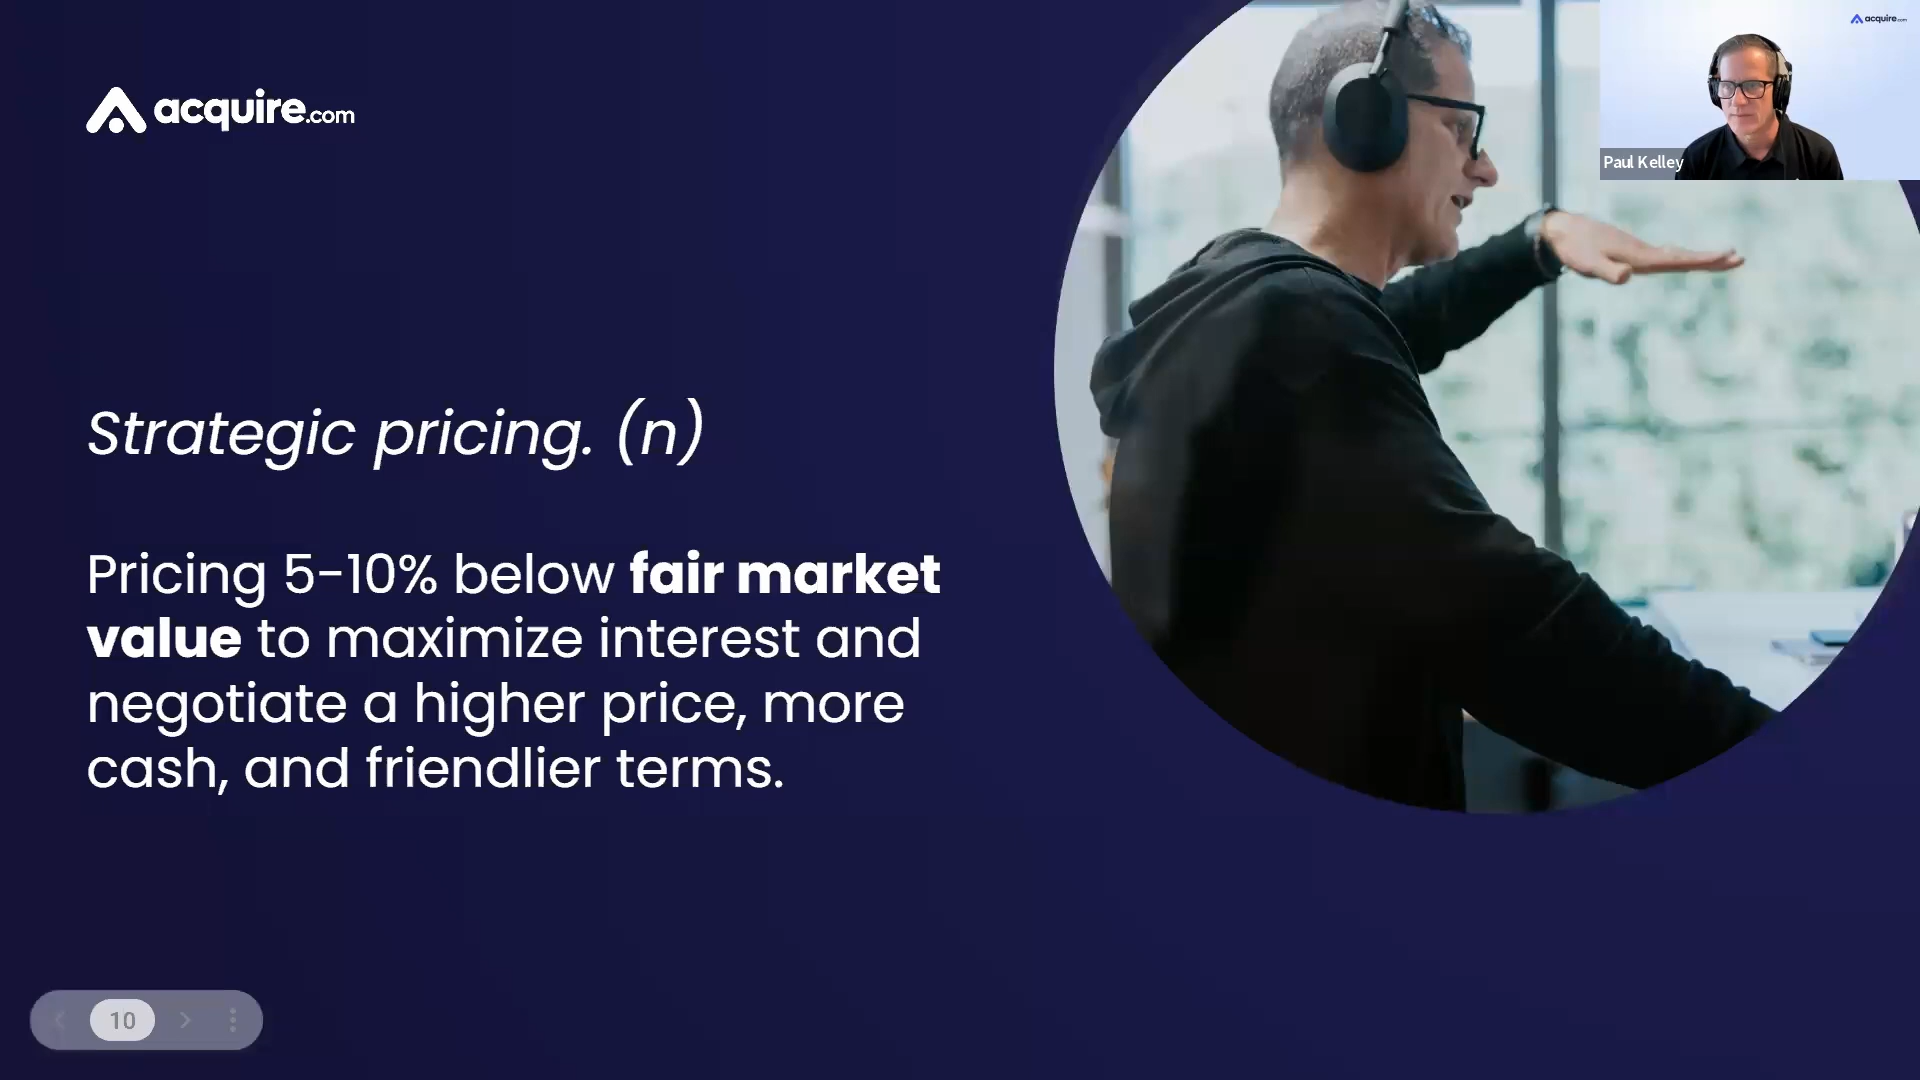 acquire.com
acquire.com
Paul Kelley
Strategic pricing. (n)
Pricing 5-10% below fair market
value to maximize interest and
negotiate a higher price, more
cash, and friendlier terms.
10